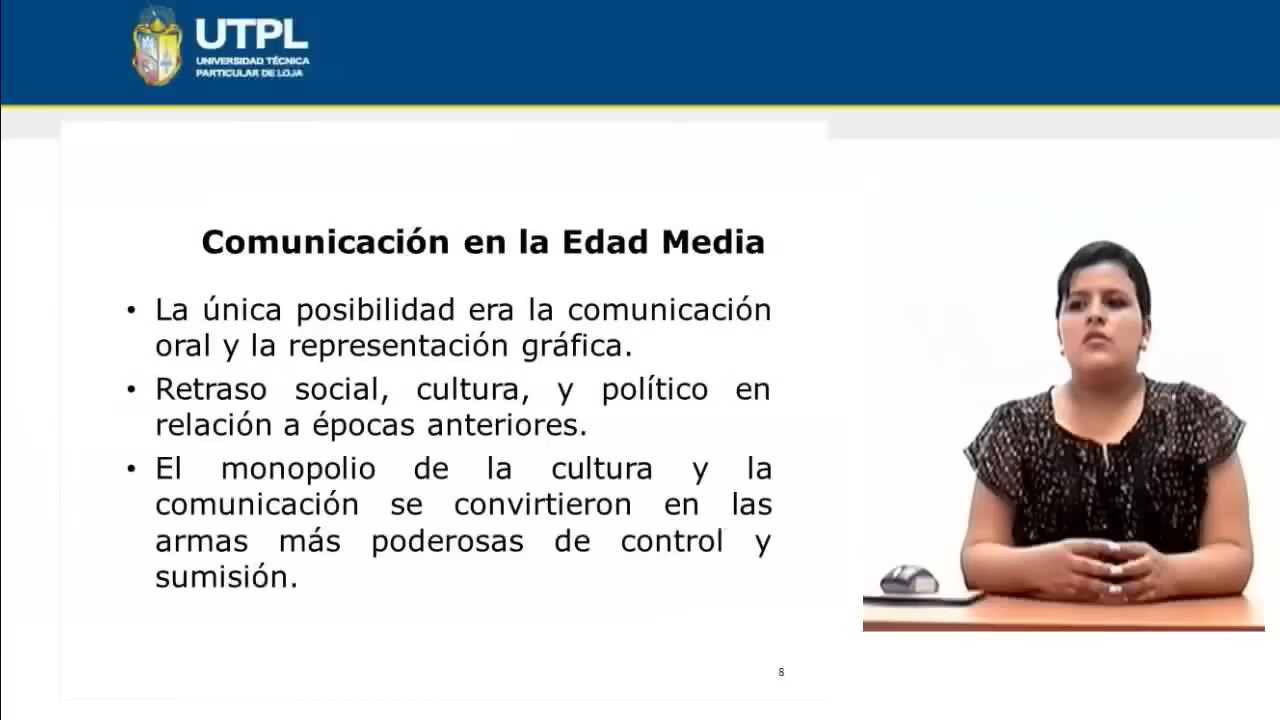 UTPL
UNIVERSIDAD TÉCNICA
PARTICULAR DE LOJA
Comunicación en la Edad Media
• La única posibilidad era la comunicación
oral y la representación gráfica.
• Retraso social, cultura, y político en
relación a épocas anteriores.
• El monopolio de la cultura y la
comunicación se convirtieron en las
armas más poderosas de control y
sumisión.
8